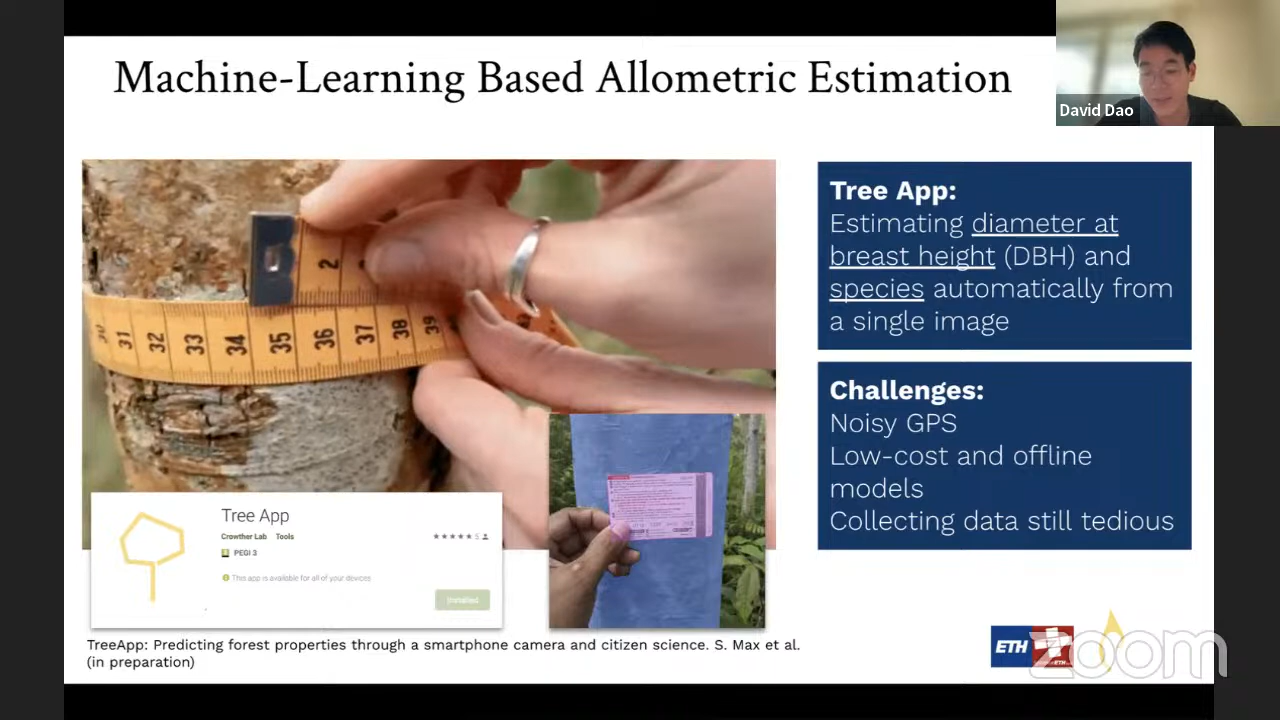 Machine-Learning Based Allometric Estimation
David Dao
2
30 31 32 33 34 35 36 37 38 39
Tree App:
Estimating diameter at
breast height (DBH) and
species automatically from
a single image
Challenges:
Noisy GPS
Low-cost and offline
models
Collecting data still tedious
Tree App
Crowther Lab Tools
★★★★★ 5
PEGI 3
This app is available for all of your devices
Installed
TreeApp: Predicting forest properties through a smartphone camera and citizen science. S. Max et al.
(in preparation)
ETH
zoom